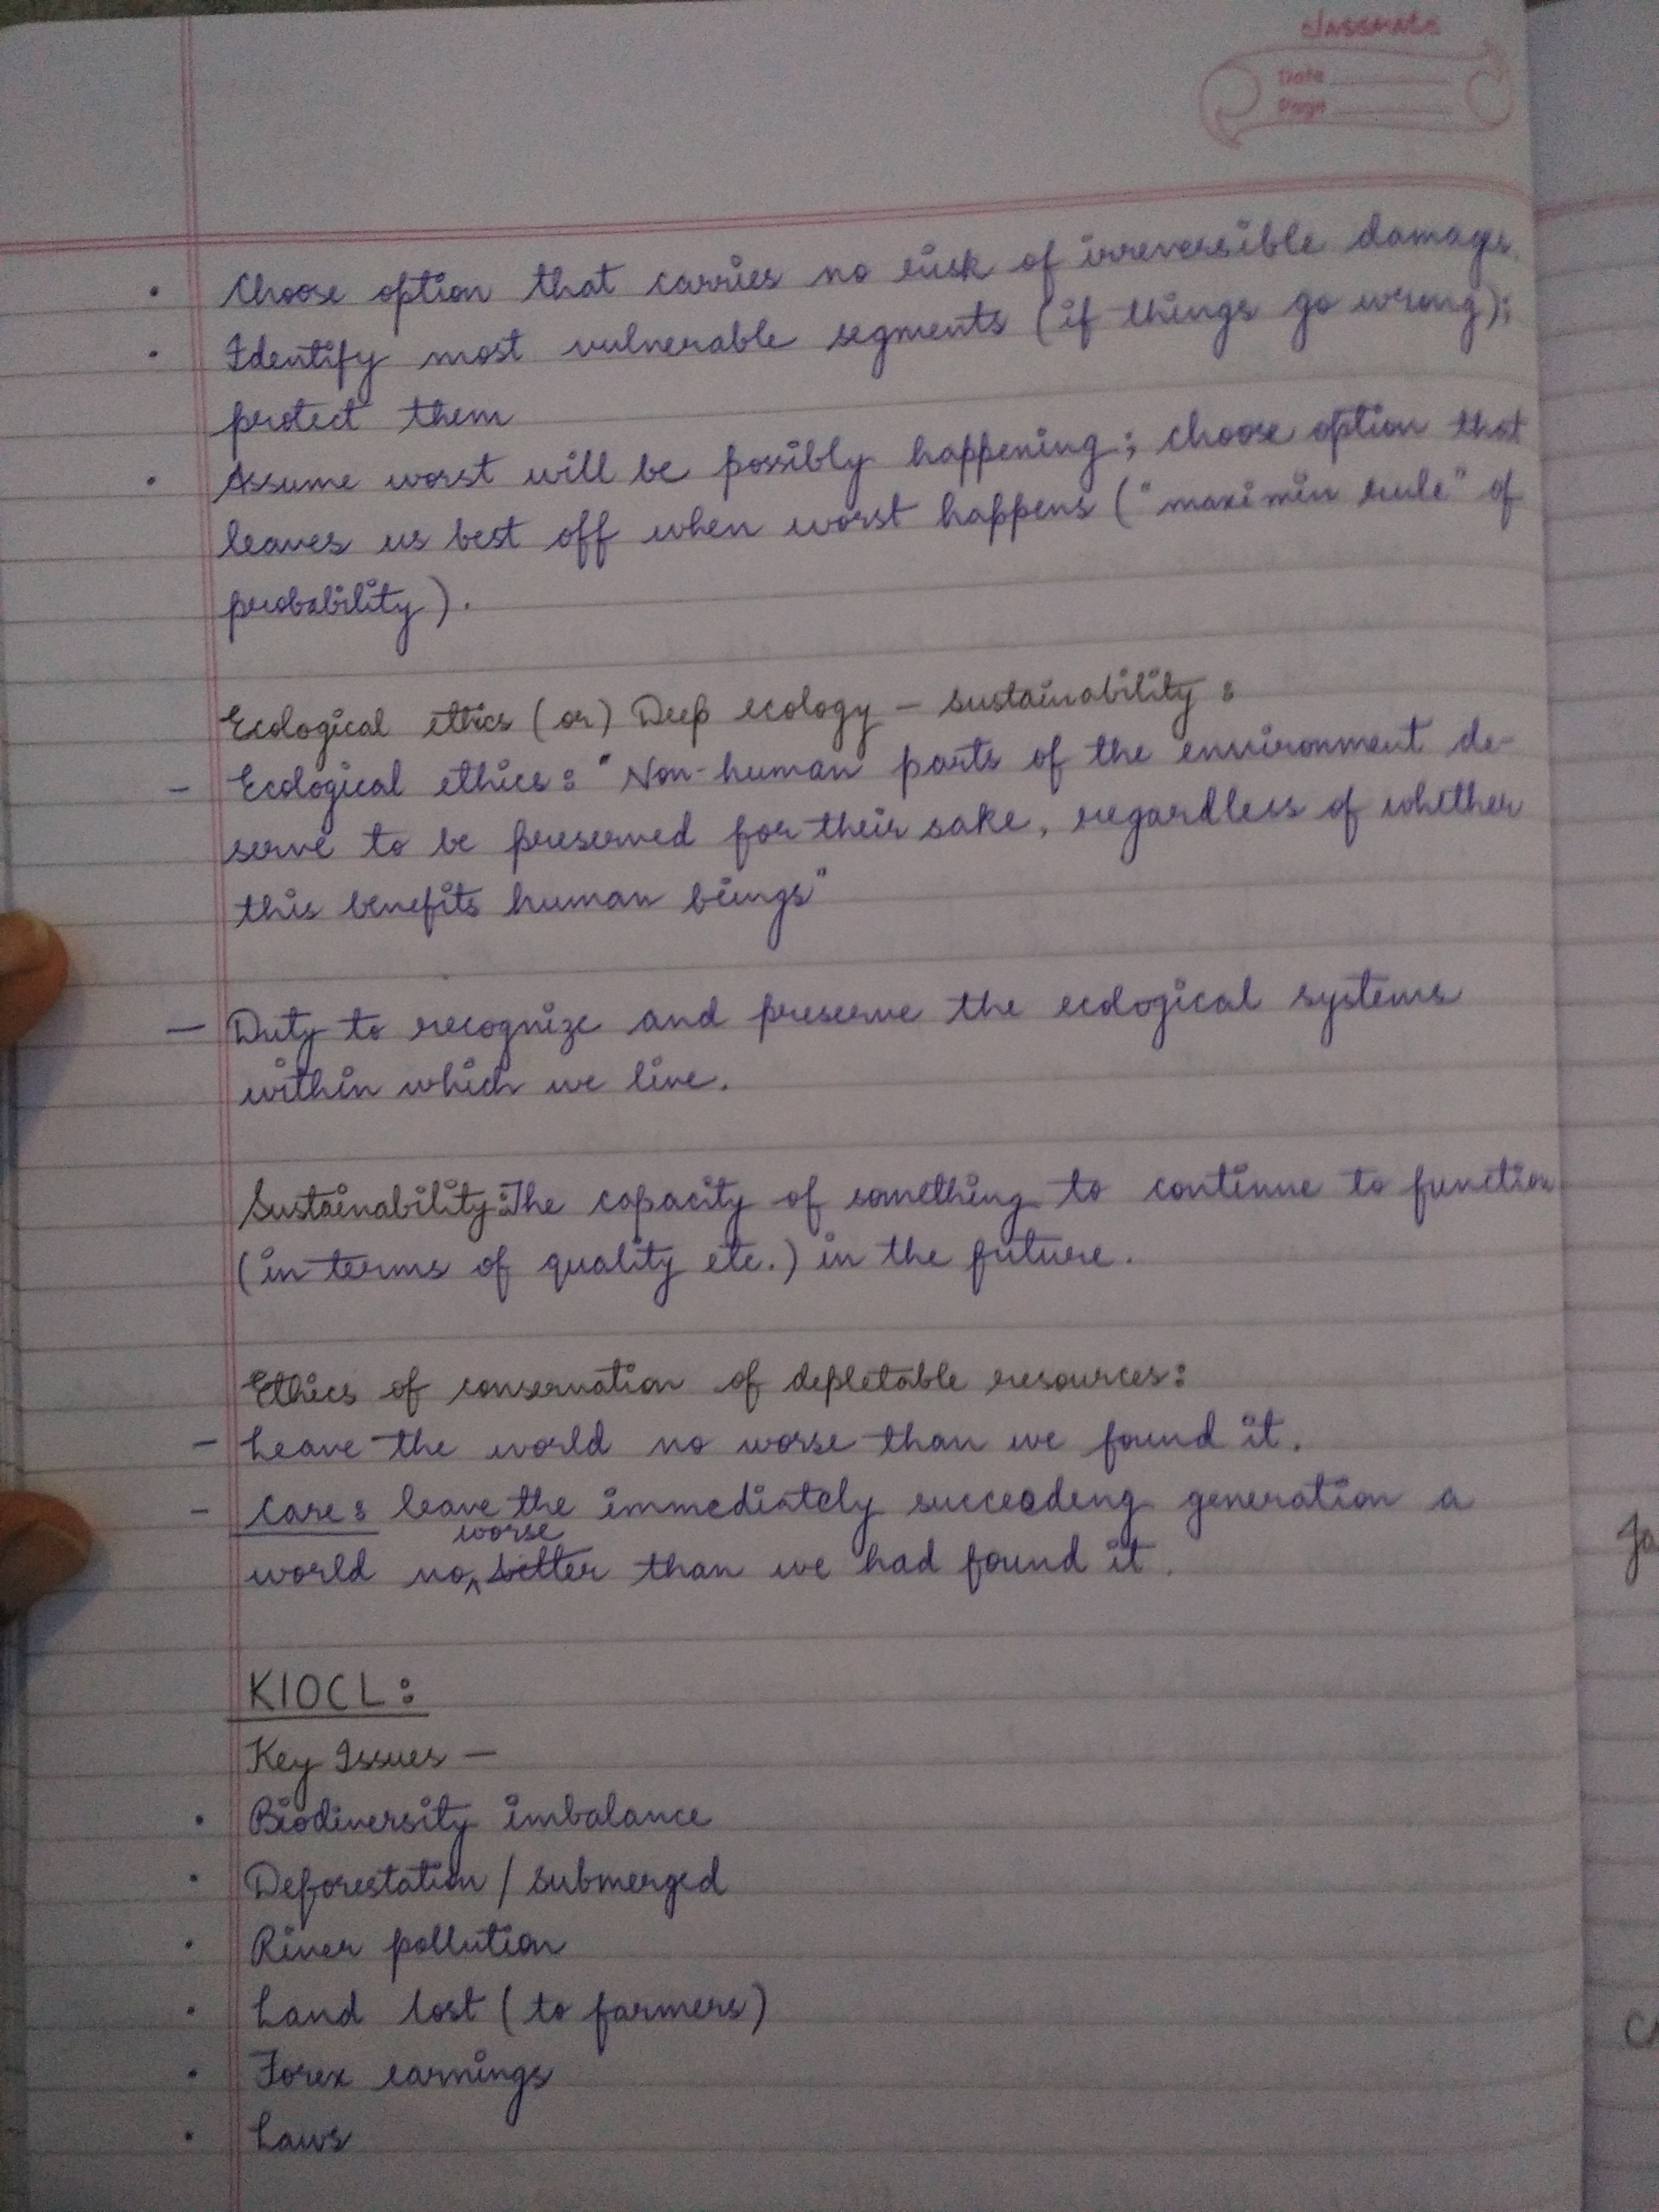 classmate
Date
Page
• Choose option that carries no risk of irreversible damage.
• Identify most vulnerable segments (if things go wrong);
protect them
• Assume worst will be possibly happening; choose option that
leaves us best off when worst happens ("maximin rule" of
probability).
Ecological ethics (or) Deep ecology – sustainability:
- Ecological ethics: "Non-human parts of the environment de-
serve to be preserved for their sake, regardless of whether
this benefits human beings"
– Duty to recognize and preserve the ecological systems
within which we live.
Sustainability: The capacity of something to continue to function
(in terms of quality etc.) in the future.
Ethics of conservation of depletable resources:
- Leave the world no worse than we found it.
- Care: leave the immediately succeeding generation a
worse
world no ^ better than we had found it.
KIOCL:
Key Issues –
• Biodiversity imbalance
• Deforestation / submerged
• River pollution
• Land lost (to farmers)
• Forex earnings
• Laws